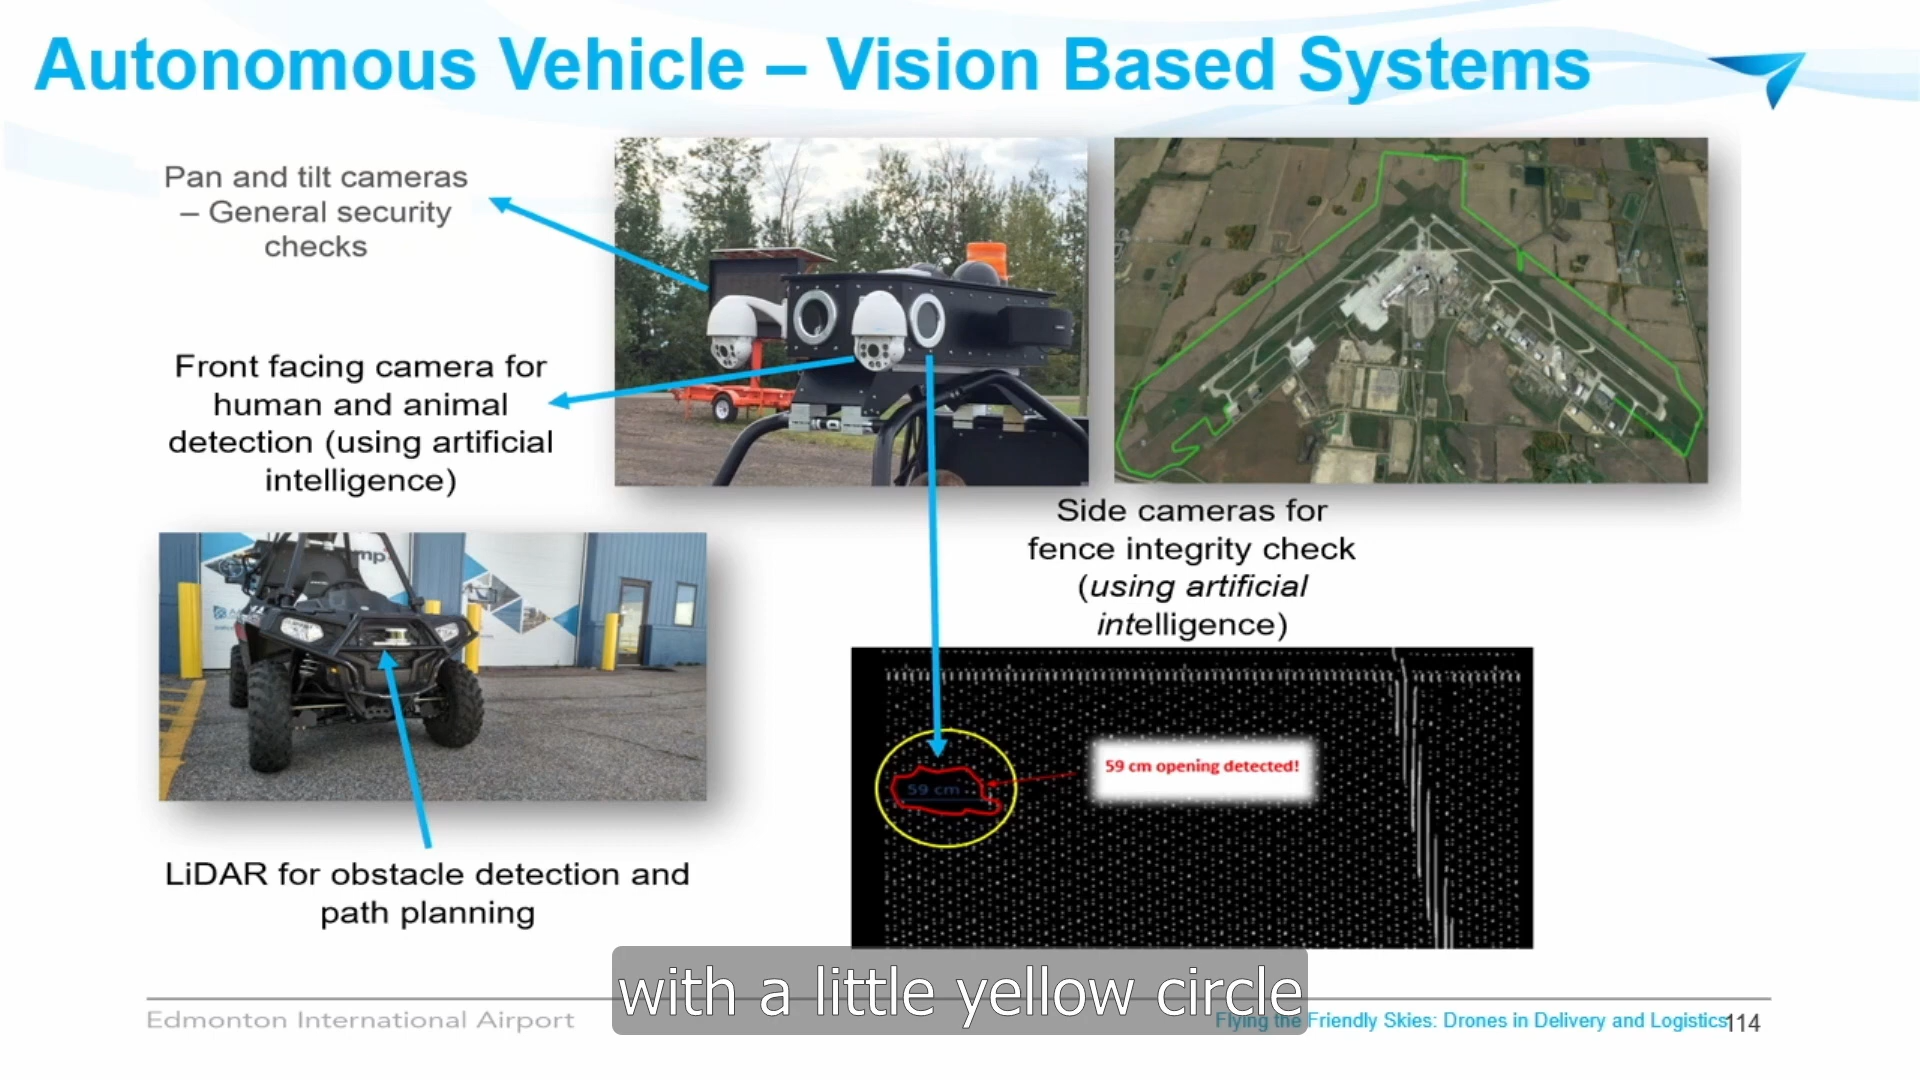 Autonomous Vehicle – Vision Based Systems
Pan and tilt cameras
– General security
checks
Front facing camera for
human and animal
detection (using artificial
intelligence)
Side cameras for
fence integrity check
(using artificial
intelligence)
59 cm opening detected!
59 cm
LiDAR for obstacle detection and
path planning
with a little yellow circle
Edmonton International Airport
Flying the Friendly Skies: Drones in Delivery and Logistics
114